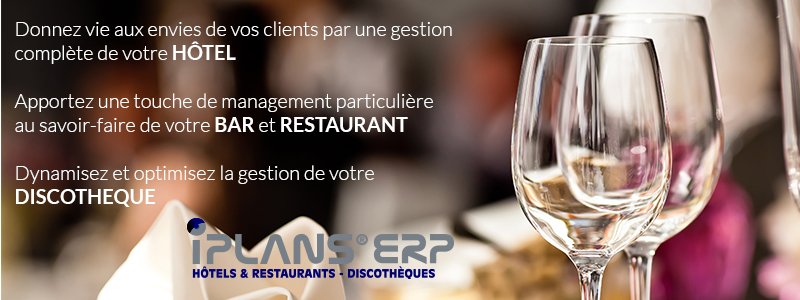 Donnez vie aux envies de vos clients par une gestion
complète de votre HÔTEL
Apportez une touche de management particulière
au savoir-faire de votre BAR et RESTAURANT
Dynamisez et optimisez la gestion de votre
DISCOTHEQUE
iPLANS® ERP
HÔTELS & RESTAURANTS - DISCOTHÈQUES